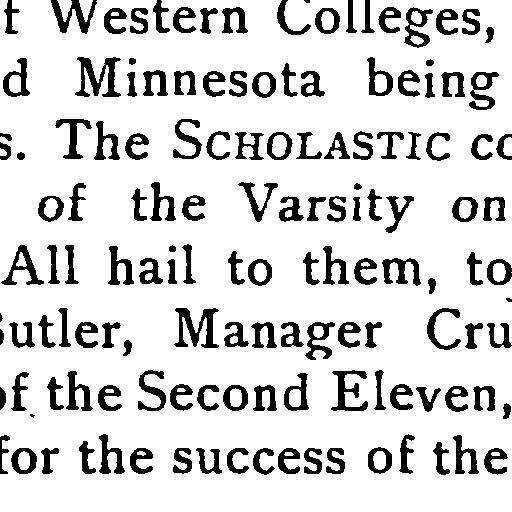 f Western Colleges,
d Minnesota being
s. The SCHOLASTIC co
of the Varsity on
All hail to them, to
Butler, Manager Cru
of the Second Eleven,
for the success of the